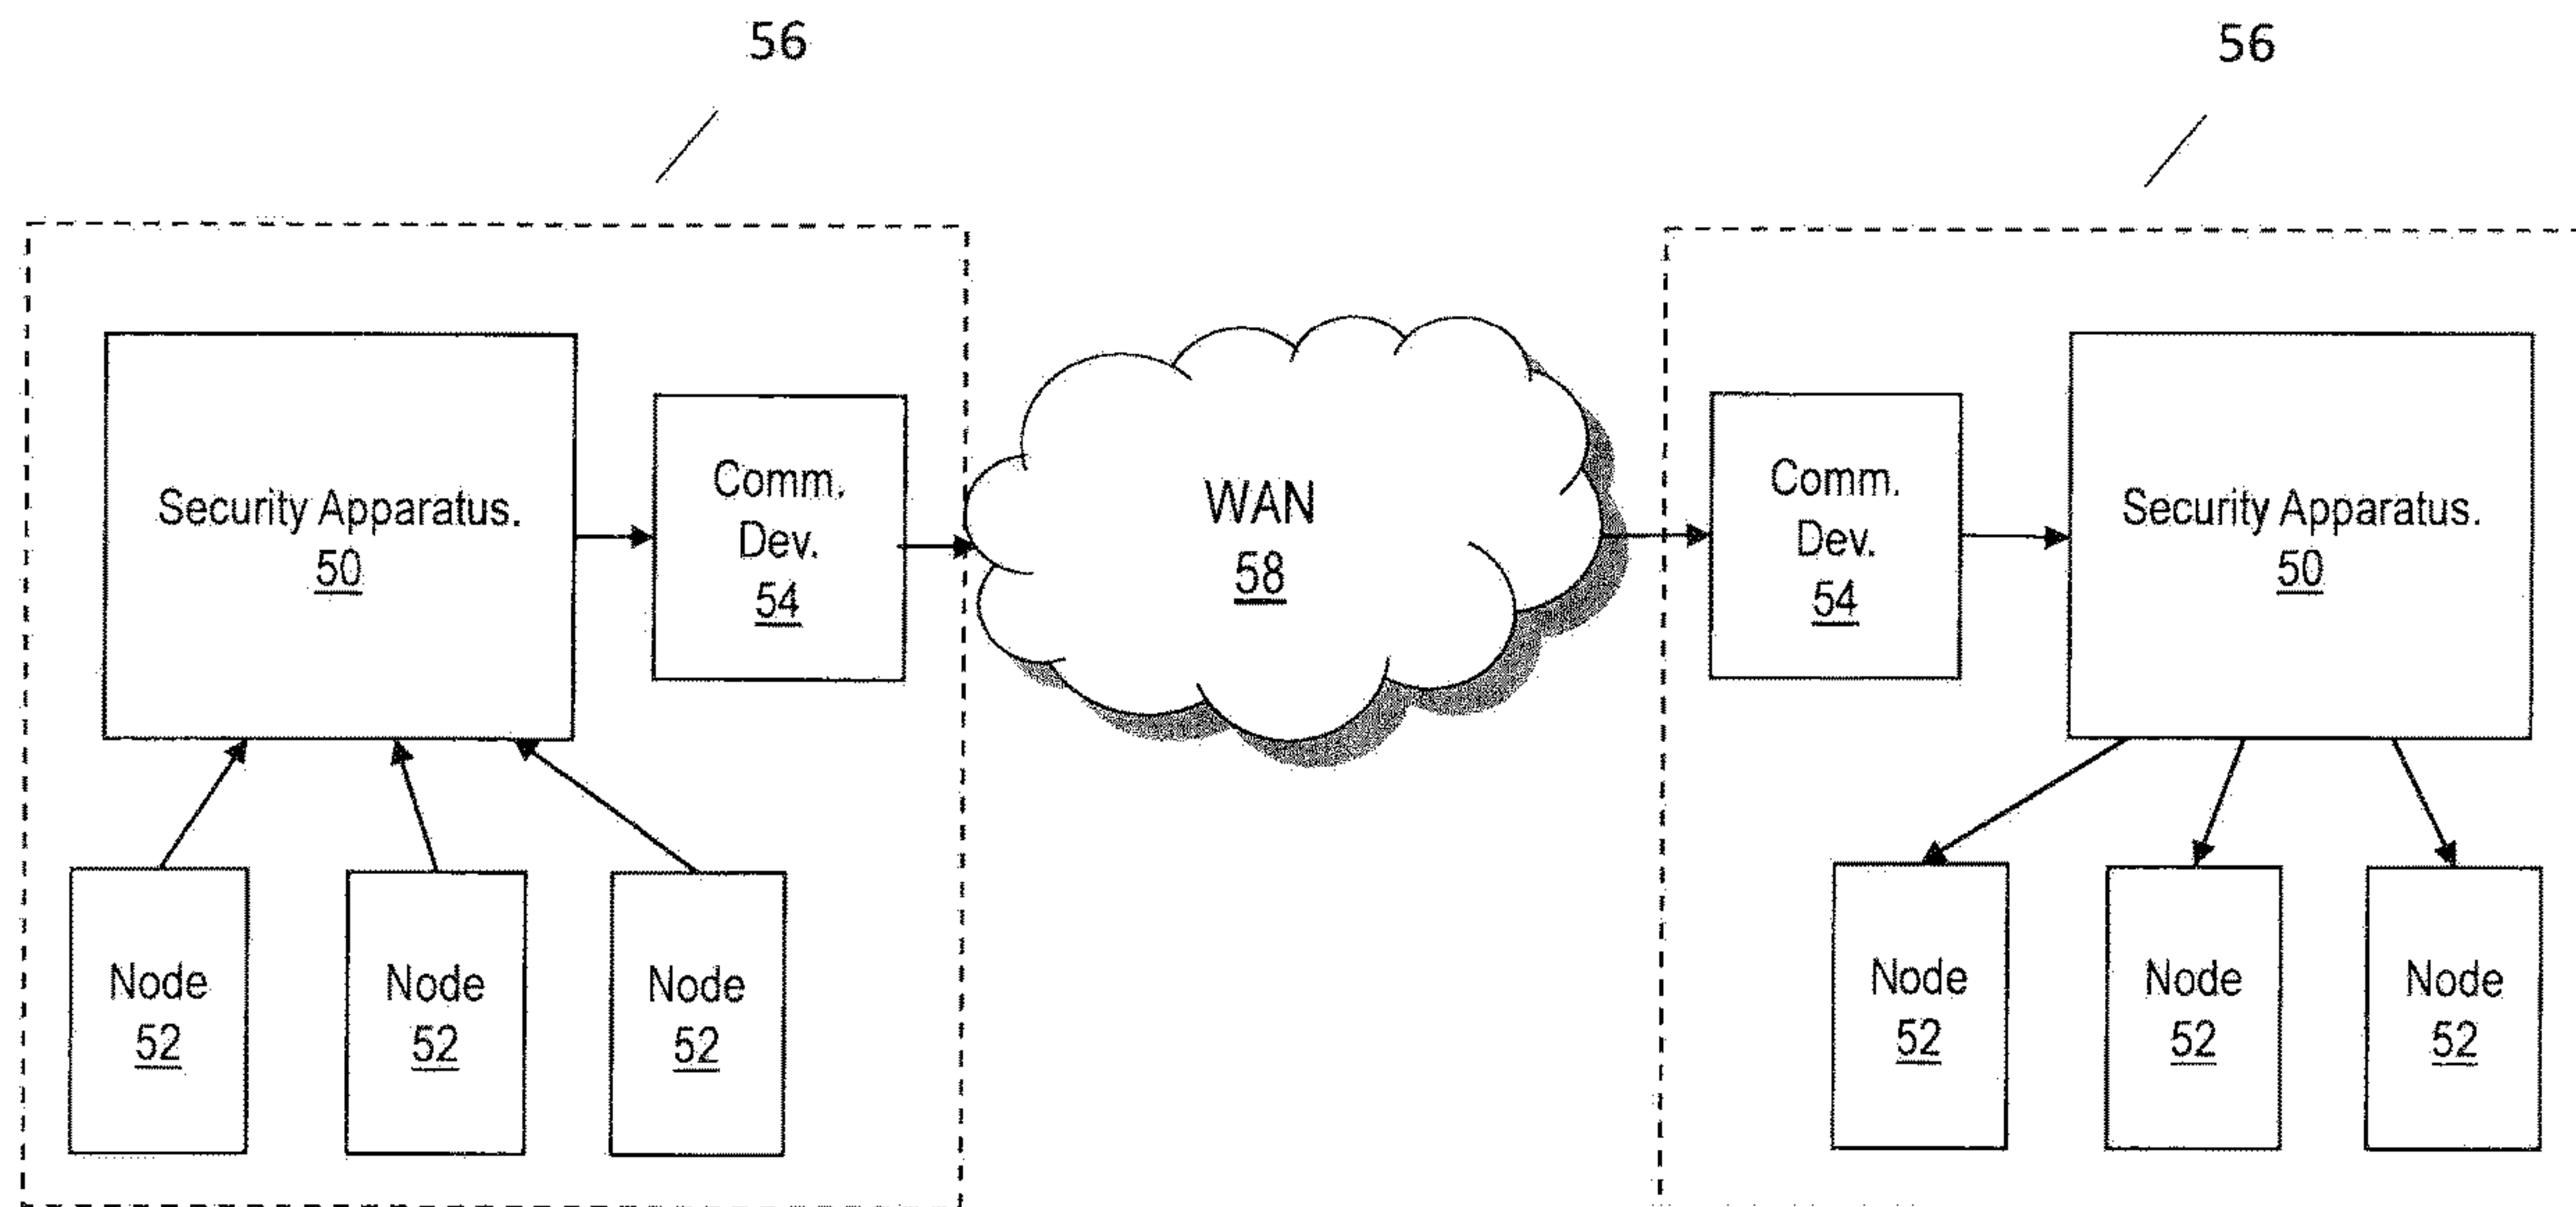 56
56
Security Apparatus.
50
Comm.
Dev.
54
WAN
58
Comm.
Dev.
54
Security Apparatus.
50
Node
52
Node
52
Node
52
Node
52
Node
52
Node
52